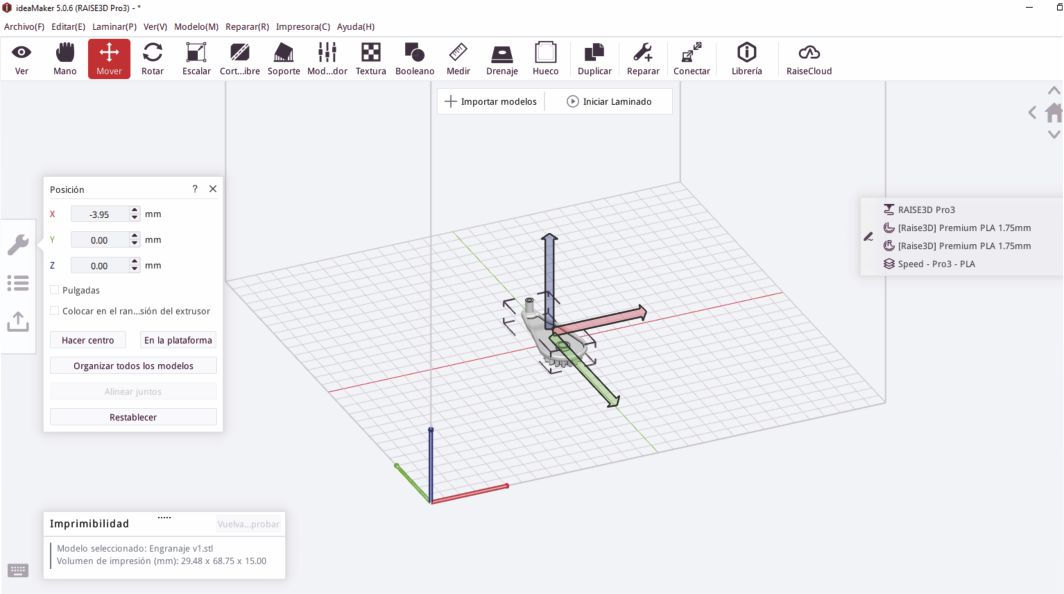 ideaMaker 5.0.6 (RAISE3D Pro3) - *
Archivo(F) Editar(E) Laminar(P) Ver(V) Modelo(M) Reparar(R) Impresora(C) Ayuda(H)
Ver Mano Mover Rotar Escalar Cort...ibre Soporte Mod...dor Textura Booleano Medir Drenaje Hueco Duplicar Reparar Conectar Librería RaiseCloud
Importar modelos Iniciar Laminado
Posición ? ×
X -3.95 mm
Y 0.00 mm
Z 0.00 mm
Pulgadas
Colocar en el ran...sión del extrusor
Hacer centro En la plataforma
Organizar todos los modelos
Alinear juntos
Restablecer
RAISE3D Pro3
[Raise3D] Premium PLA 1.75mm
[Raise3D] Premium PLA 1.75mm
Speed - Pro3 - PLA
Imprimibilidad Vuelva...probar
Modelo seleccionado: Engranaje v1.stl
Volumen de impresión (mm): 29.48 x 68.75 x 15.00